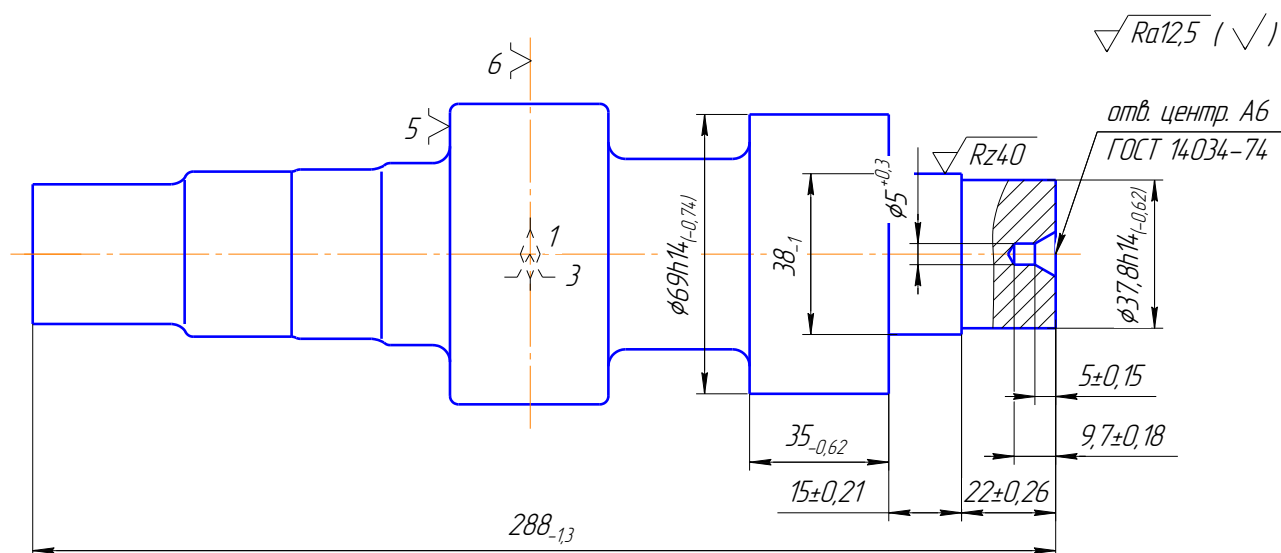 Ra12,5 ( )
6
5
отв. центр. А6
ГОСТ 14034-74
Rz40
1
3
ϕ69h14(-0,74)
38-1
ϕ5+0,3
ϕ37,8h14(-0,62)
5±0,15
9,7±0,18
35-0,62
15±0,21
22±0,26
288-1,3